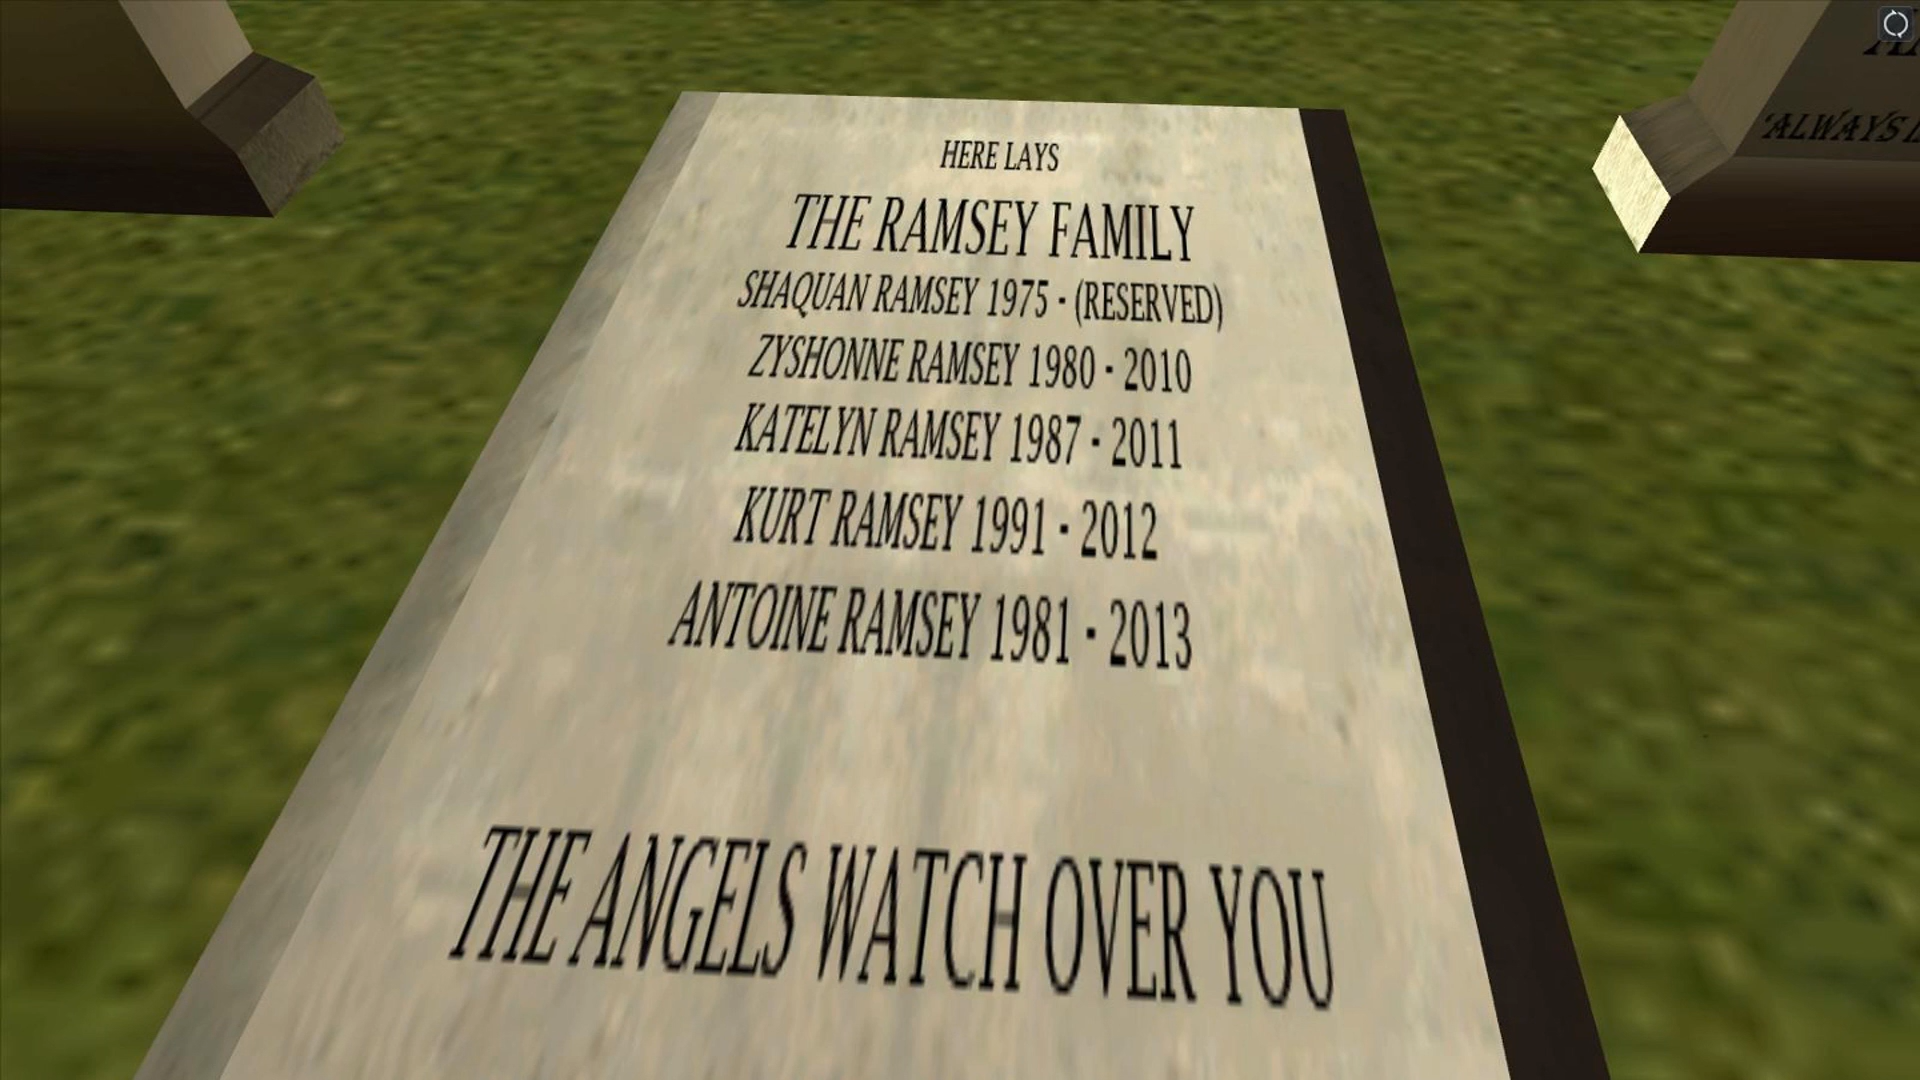 HERE LAYS
THE RAMSEY FAMILY
SHAQUAN RAMSEY 1975 - (RESERVED)
ZYSHONNE RAMSEY 1980 - 2010
KATELYN RAMSEY 1987 - 2011
KURT RAMSEY 1991 - 2012
ANTOINE RAMSEY 1981 - 2013
THE ANGELS WATCH OVER YOU
'ALWAYS